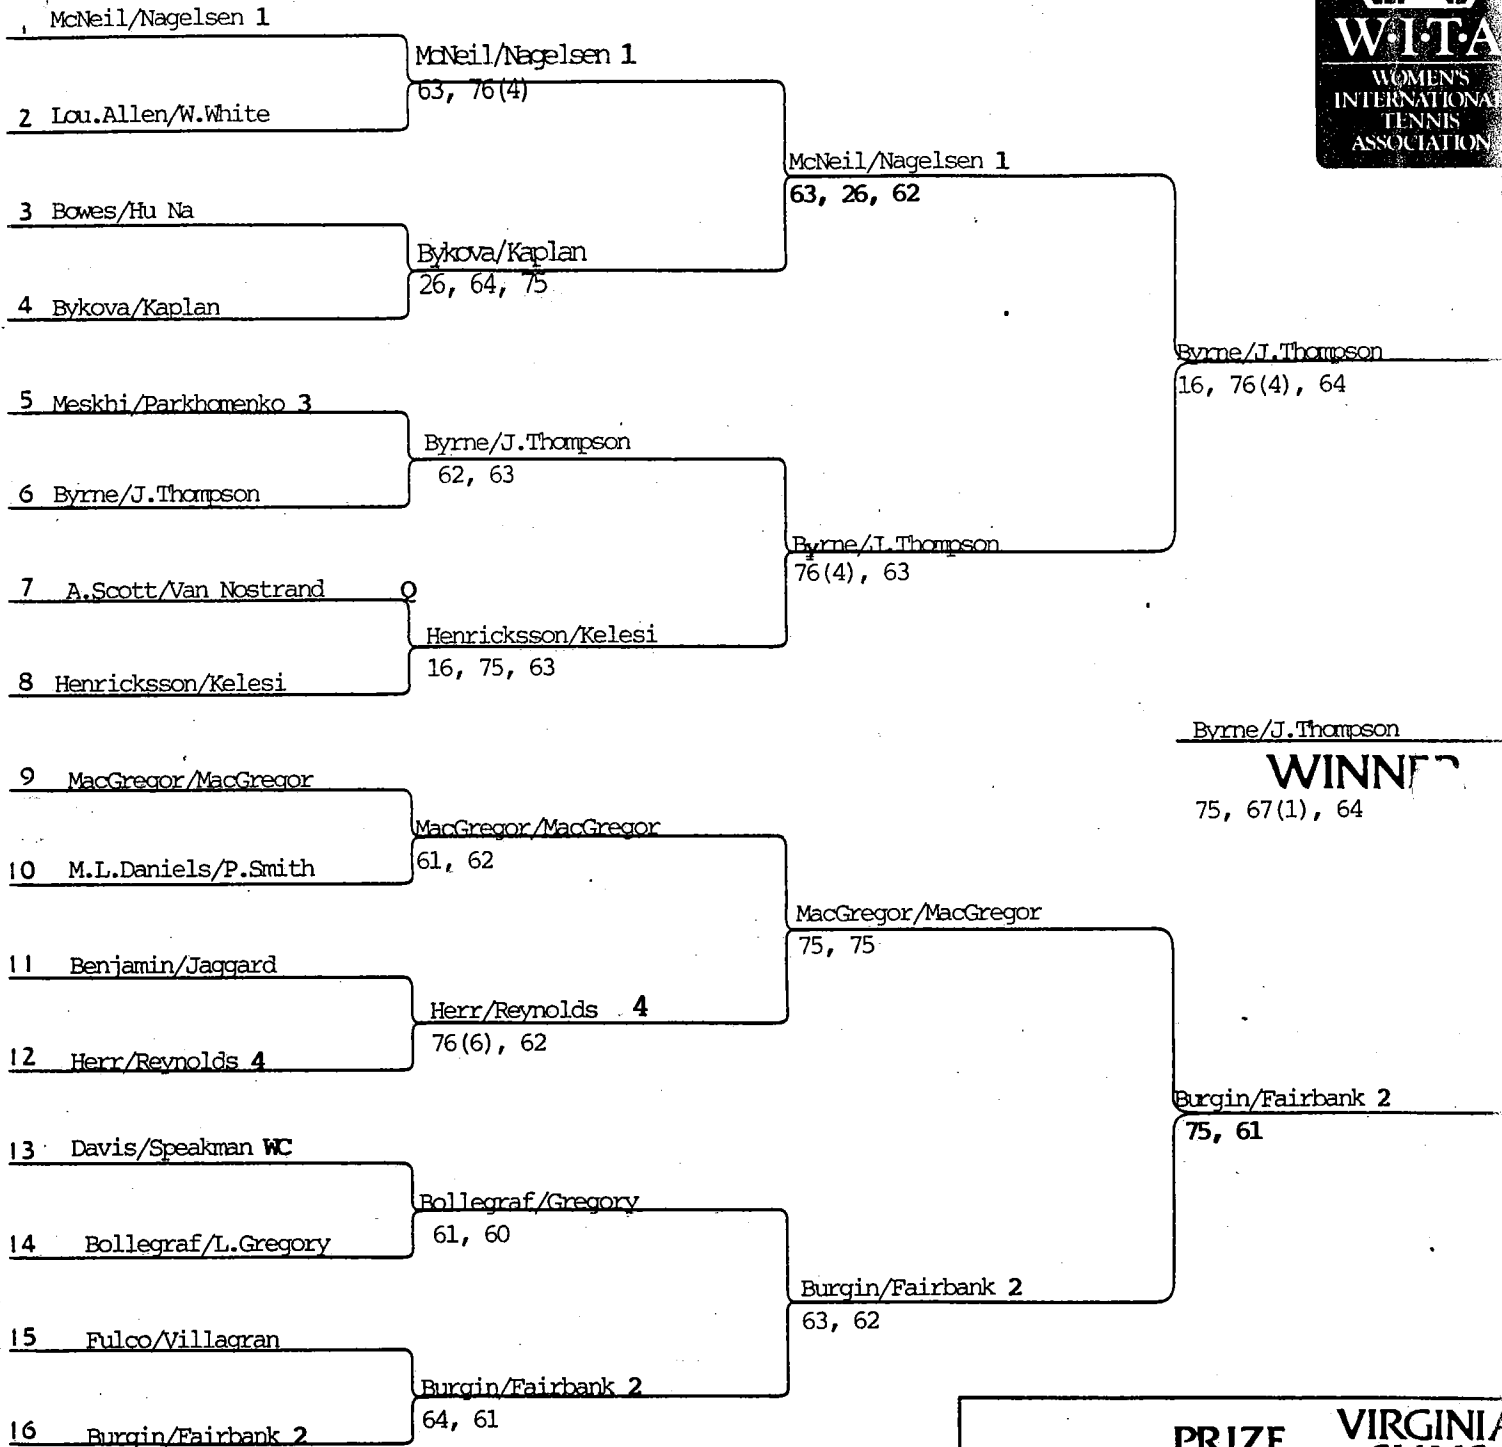 McNeil/Nagelsen 1
2 Lou.Allen/W.White
3 Bowes/Hu Na
4 Bykova/Kaplan
5 Meskhi/Parkhomenko 3
6 Byrne/J.Thompson
7 A.Scott/Van Nostrand Q
8 Henricksson/Kelesi
9 MacGregor/MacGregor
10 M.L.Daniels/P.Smith
11 Benjamin/Jaggard
12 Herr/Reynolds 4
13 Davis/Speakman WC
14 Bollegraf/L.Gregory
15 Fulco/Villagran
16 Burgin/Fairbank 2
McNeil/Nagelsen 1
63, 76(4)
Bykova/Kaplan
26, 64, 75
Byrne/J.Thompson
62, 63
Henricksson/Kelesi
16, 75, 63
MacGregor/MacGregor
61, 62
Herr/Reynolds 4
76(6), 62
Bollegraf/Gregory
61, 60
Burgin/Fairbank 2
64, 61
McNeil/Nagelsen 1
63, 26, 62
Byrne/J.Thompson
76(4), 63
MacGregor/MacGregor
75, 75
Burgin/Fairbank 2
63, 62
Byrne/J.Thompson
16, 76(4), 64
Burgin/Fairbank 2
75, 61
Byrne/J.Thompson
75, 67(1), 64
W·I·T·A
WOMEN'S
INTERNATIONAL
TENNIS
ASSOCIATION
PRIZE